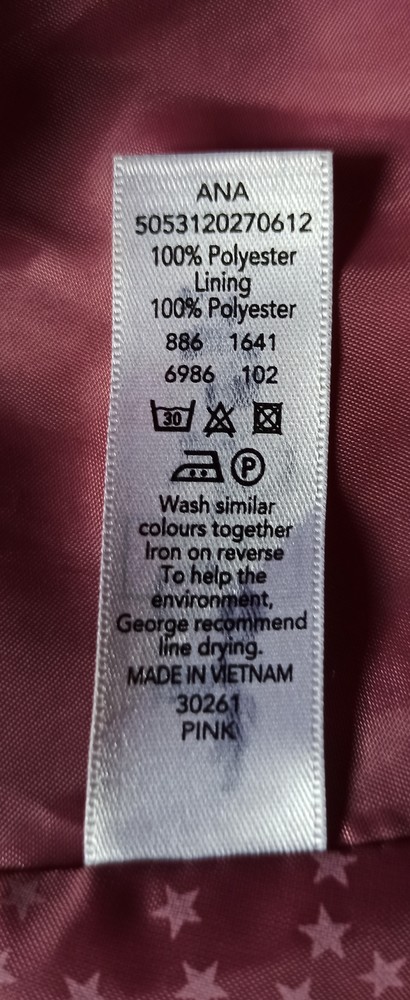 ANA
5053120270612
100% Polyester
Lining
100% Polyester
886 1641
6986 102
30
P
Wash similar
colours together
Iron on reverse
To help the
environment,
George recommend
line drying.
MADE IN VIETNAM
30261
PINK